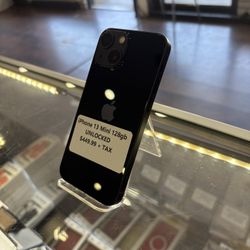 iPhone 13 Mini 128gb
UNLOCKED
$449.99 + TAX